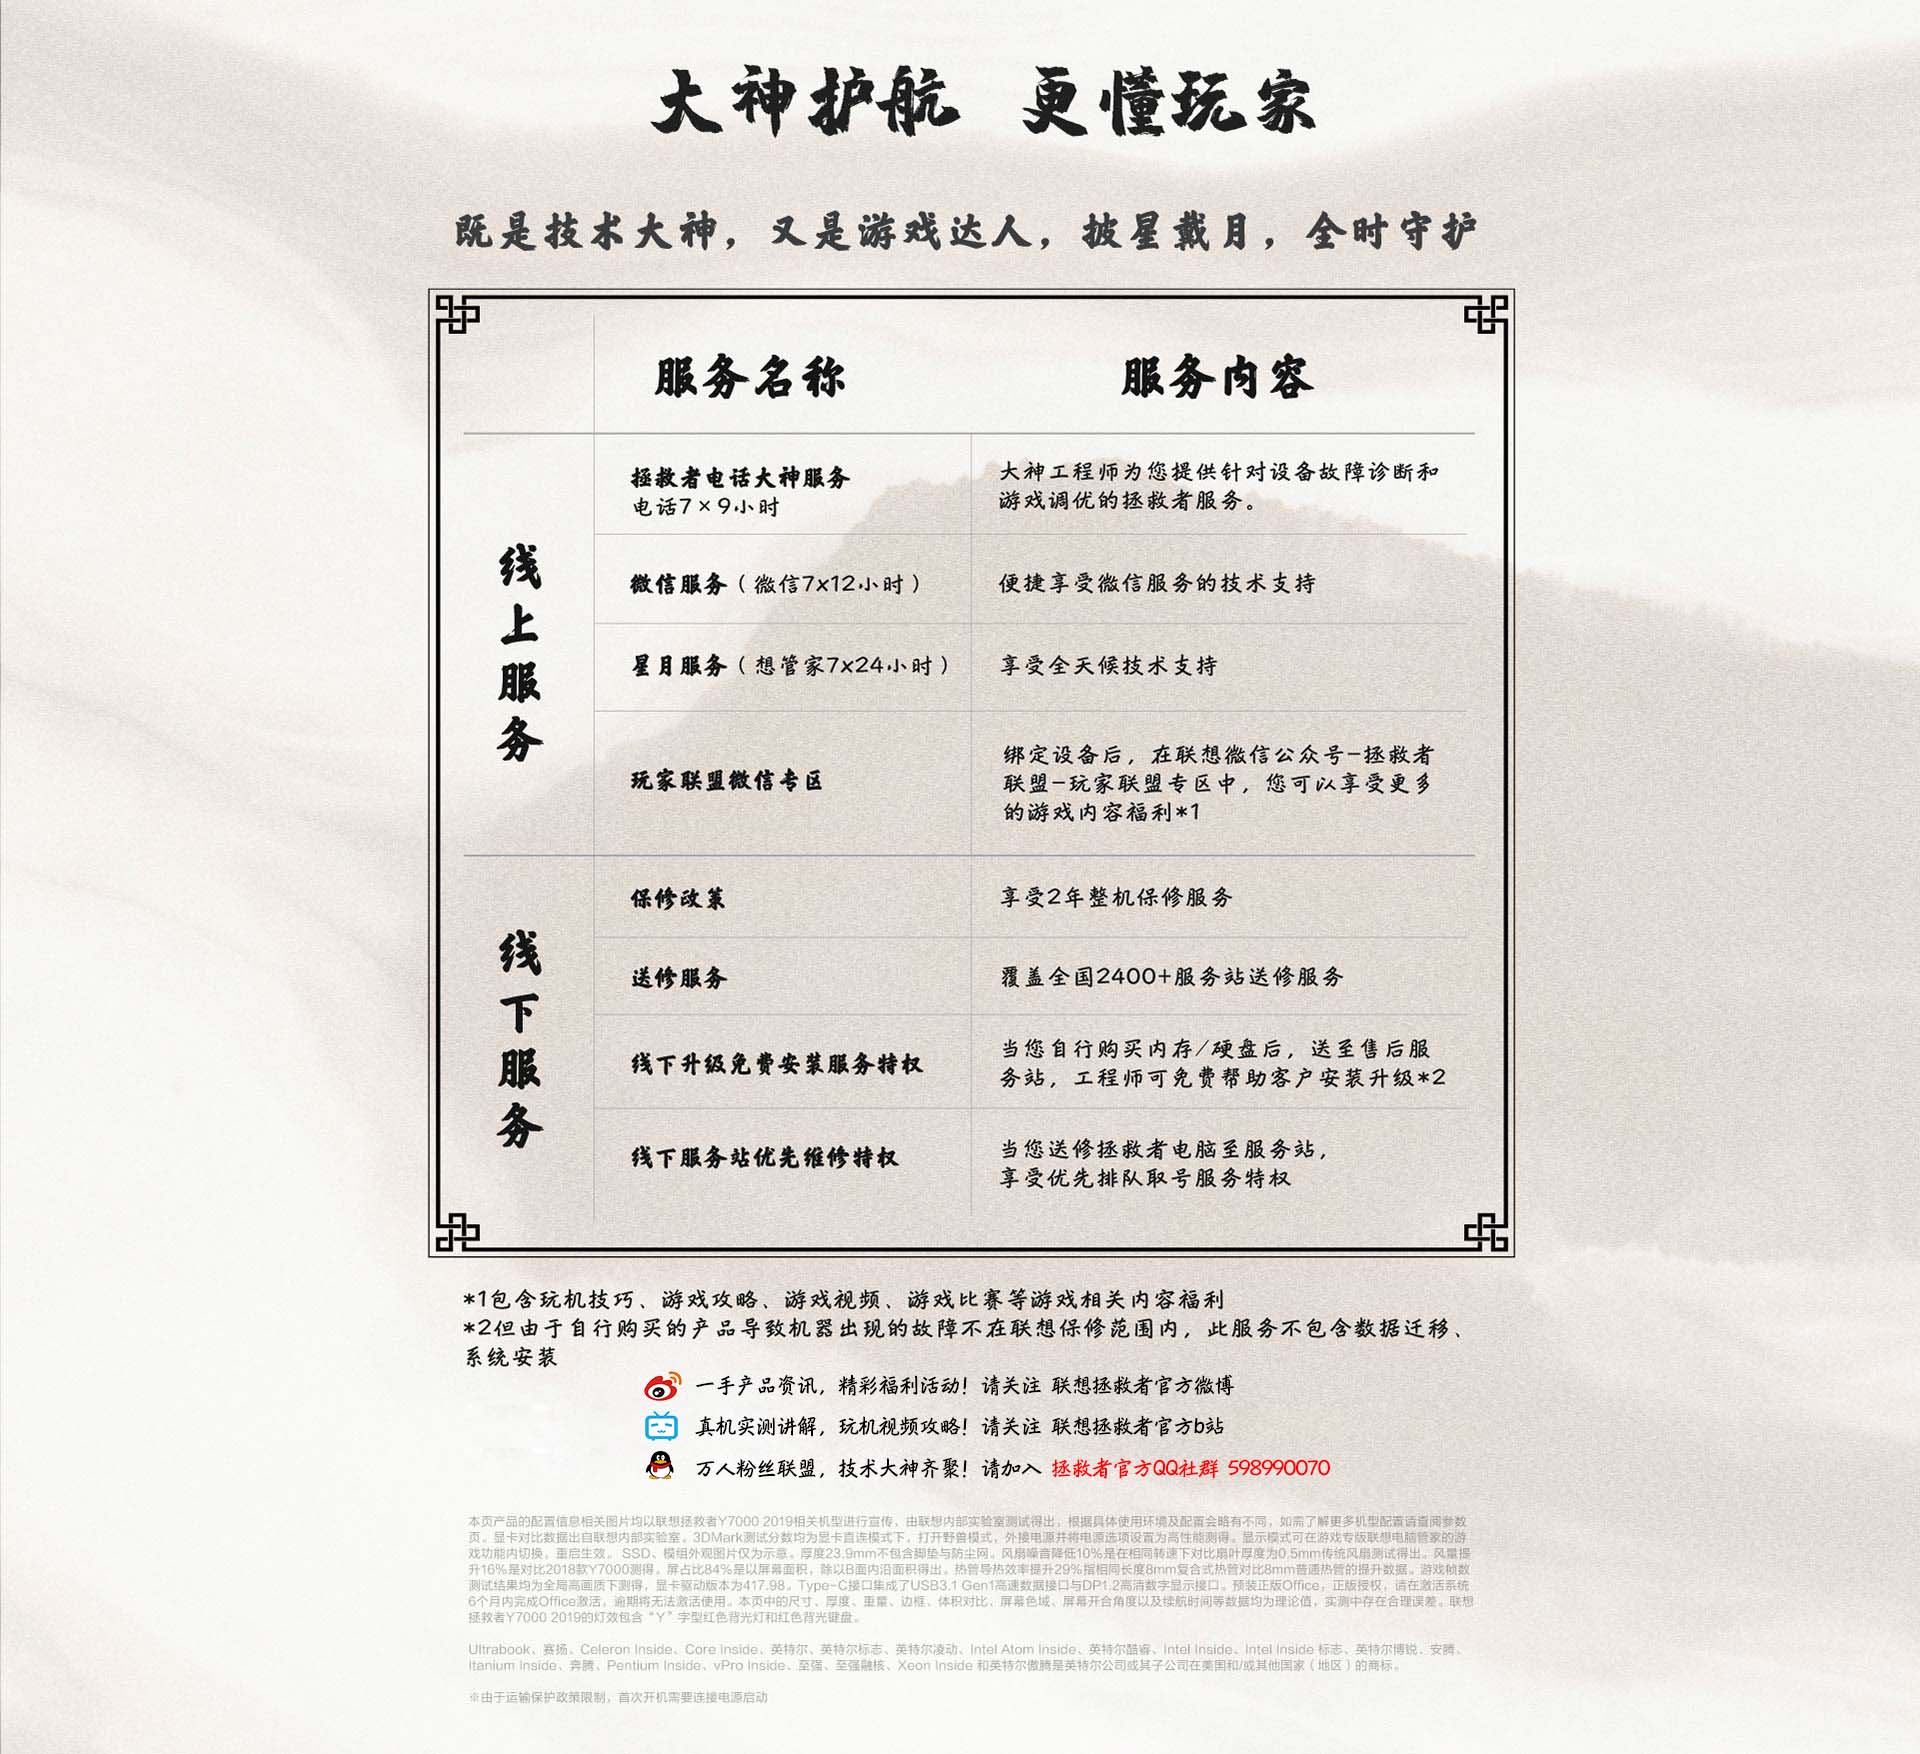 大神护航 更懂玩家
既是技术大神，又是游戏达人，披星戴月，全时守护
服务名称 服务内容
线上服务
拯救者电话大神服务
电话7×9小时
大神工程师为您提供针对设备故障诊断和
游戏调优的拯救者服务。
微信服务（微信7x12小时）
便捷享受微信服务的技术支持
星月服务（想管家7x24小时）
享受全天候技术支持
玩家联盟微信专区
绑定设备后，在联想微信公众号-拯救者
联盟-玩家联盟专区中，您可以享受更多
的游戏内容福利*1
线下服务
保修政策
享受2年整机保修服务
送修服务
覆盖全国2400+服务站送修服务
线下升级免费安装服务特权
当您自行购买内存/硬盘后，送至售后服
务站，工程师可免费帮助客户安装升级*2
线下服务站优先维修特权
当您送修拯救者电脑至服务站，
享受优先排队取号服务特权
*1包含玩机技巧、游戏攻略、游戏视频、游戏比赛等游戏相关内容福利
*2但由于自行购买的产品导致机器出现的故障不在联想保修范围内，此服务不包含数据迁移、
系统安装
一手产品资讯，精彩福利活动！请关注 联想拯救者官方微博
真机实测讲解，玩机视频攻略！请关注 联想拯救者官方b站
万人粉丝联盟，技术大神齐聚！请加入 拯救者官方QQ社群 598990070
本页产品的配置信息相关图片均以联想拯救者Y7000 2019相关机型进行宣传，由联想内部实验室测试得出，根据具体使用环境及配置会略有不同，如需了解更多机型配置请查阅参数
页。显卡对比数据出自联想内部实验室。3DMark测试分数均为显卡直连模式下，打开野兽模式，外接电源并将电源选项设置为高性能测得。显示模式可在游戏专版联想电脑管家的游
戏功能内切换，重启生效。 SSD、模组外观图片仅为示意。厚度23.9mm不包含脚垫与防尘网。风扇噪音降低10%是在相同转速下对比扇叶厚度为0.5mm传统风扇测试得出。风量提
升16%是对比2018款Y7000测得。屏占比84%是以屏幕面积，除以B面内沿面积得出。热管导热效率提升29%指相同长度8mm复合式热管对比8mm普通热管的提升数据。游戏帧数
测试结果均为全局高画质下测得，显卡驱动版本为417.98。Type-C接口集成了USB3.1 Gen1高速数据接口与DP1.2高清数字显示接口。预装正版Office，正版授权，请在激活系统
6个月内完成Office激活，逾期将无法激活使用。本页中的尺寸、厚度、重量、边框、体积对比、屏幕色域、屏幕开合角度以及续航时间等数据均为理论值，实测中存在合理误差。联想
拯救者Y7000 2019的灯效包含“Y”字型红色背光灯和红色背光键盘。
Ultrabook、赛扬、Celeron Inside、Core Inside、英特尔、英特尔标志、英特尔凌动、Intel Atom Inside、英特尔酷睿、Intel Inside、Intel Inside 标志、英特尔博锐、安腾、
Itanium Inside、奔腾、Pentium Inside、vPro Inside、至强、至强融核、Xeon Inside 和英特尔傲腾是英特尔公司或其子公司在美国和/或其他国家（地区）的商标。
※由于运输保护政策限制，首次开机需要连接电源启动